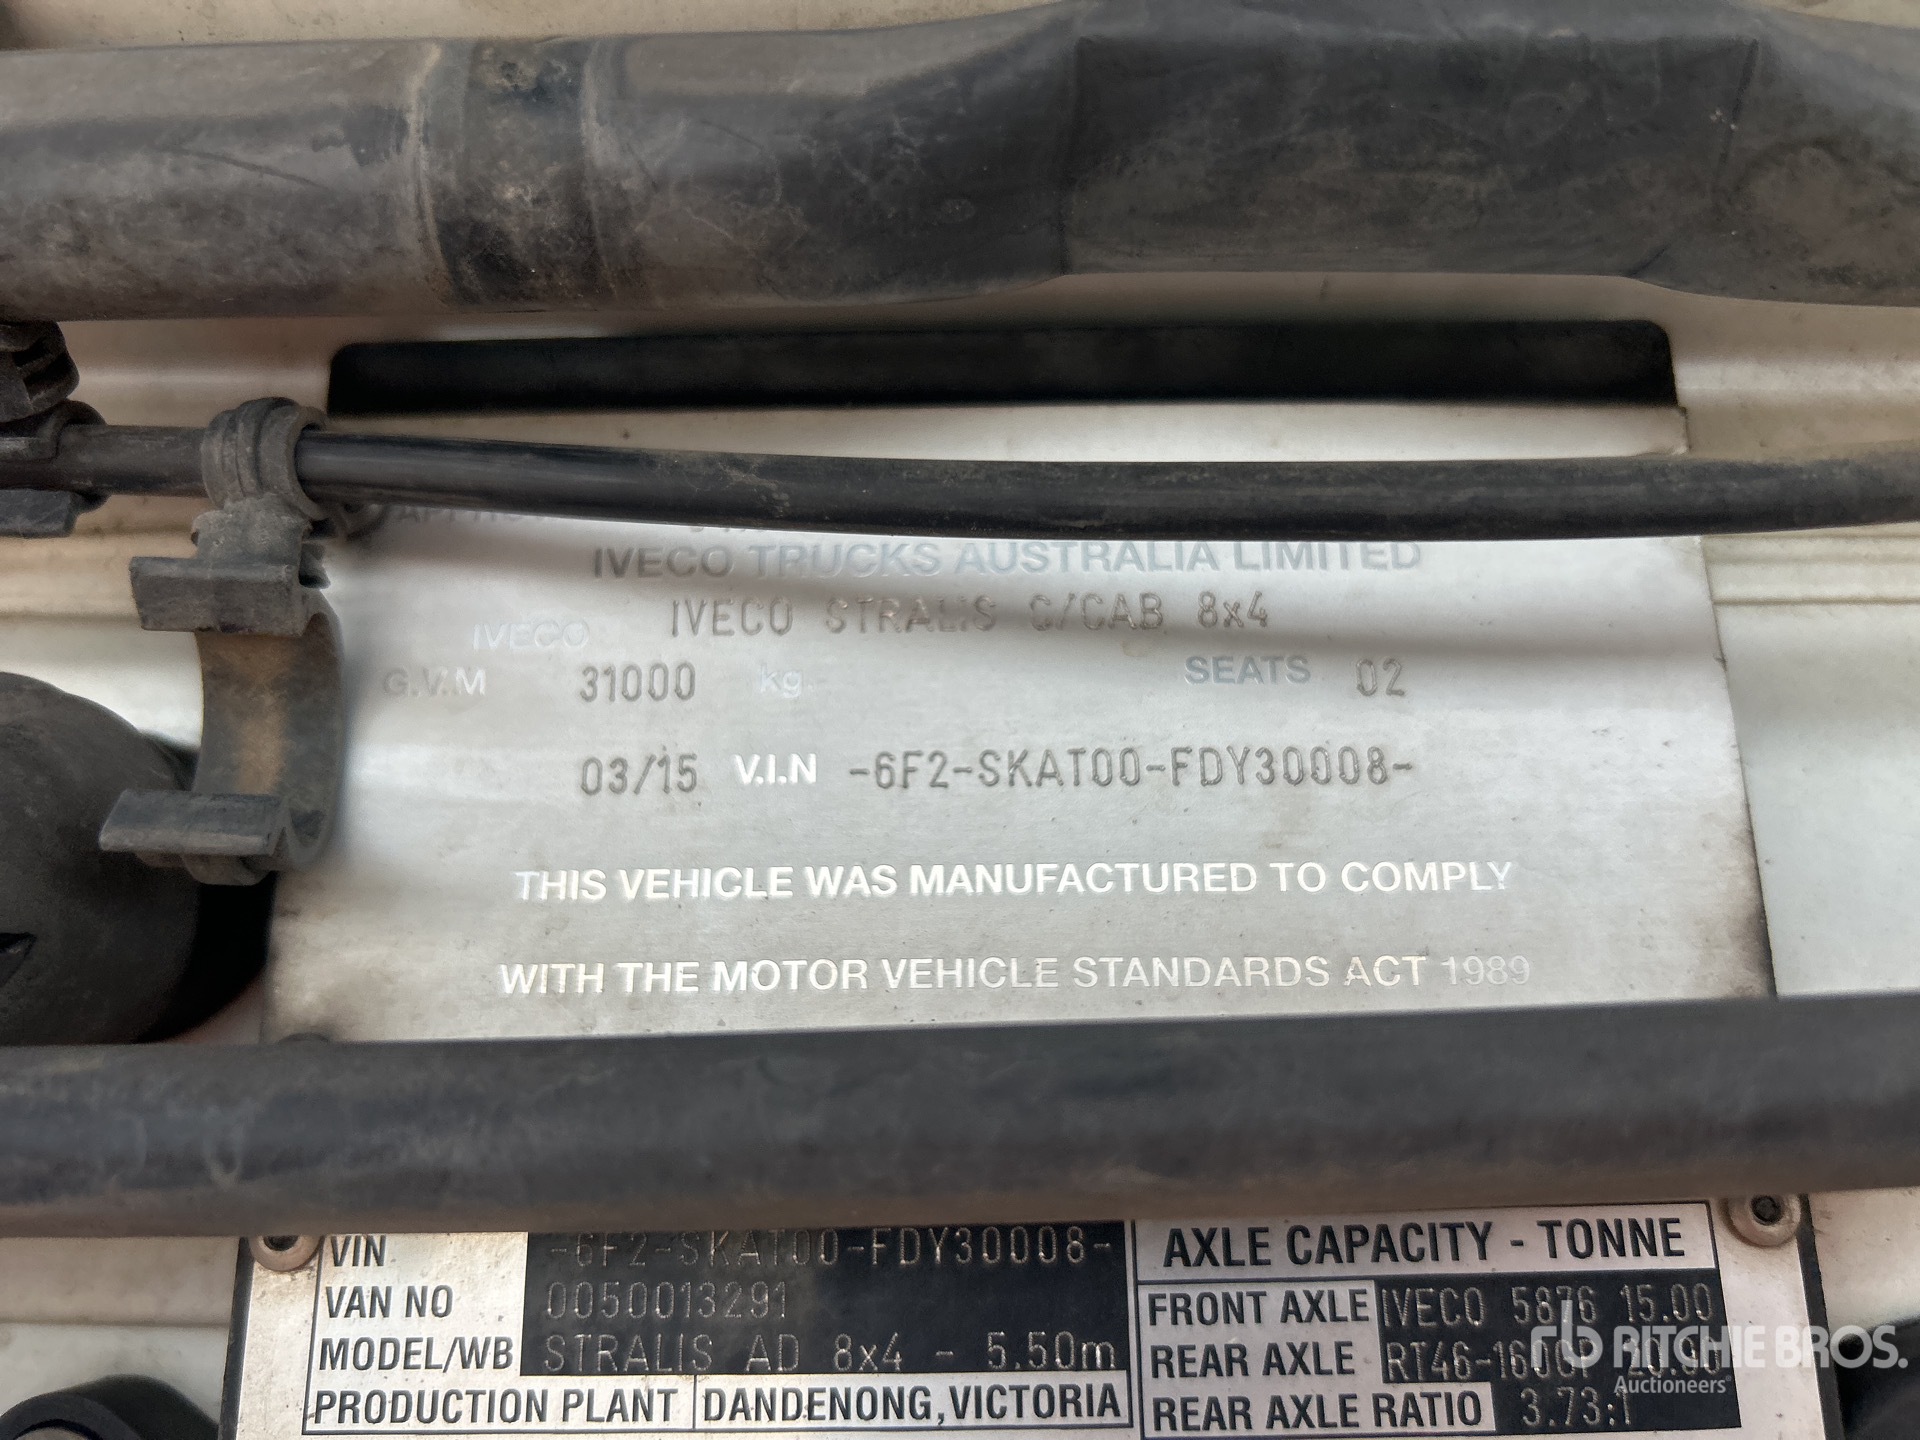 IVECO TRUCKS AUSTRALIA LIMITED
IVECO IVECO STRALIS C/CAB 8x4
G.V.M 31000 kg. SEATS 02
03/15 V.I.N -6F2-SKAT00-FDY30008-
THIS VEHICLE WAS MANUFACTURED TO COMPLY
WITH THE MOTOR VEHICLE STANDARDS ACT 1989
VIN -6F2-SKAT00-FDY30008-
VAN NO 0050013291
MODEL/WB STRALIS AD 8x4 - 5.50m
PRODUCTION PLANT DANDENONG,VICTORIA
AXLE CAPACITY - TONNE
FRONT AXLE IVECO 5876 15.00
REAR AXLE RT46-160GP
REAR AXLE RATIO 3.73:1
RITCHIE BROS.
Auctioneers